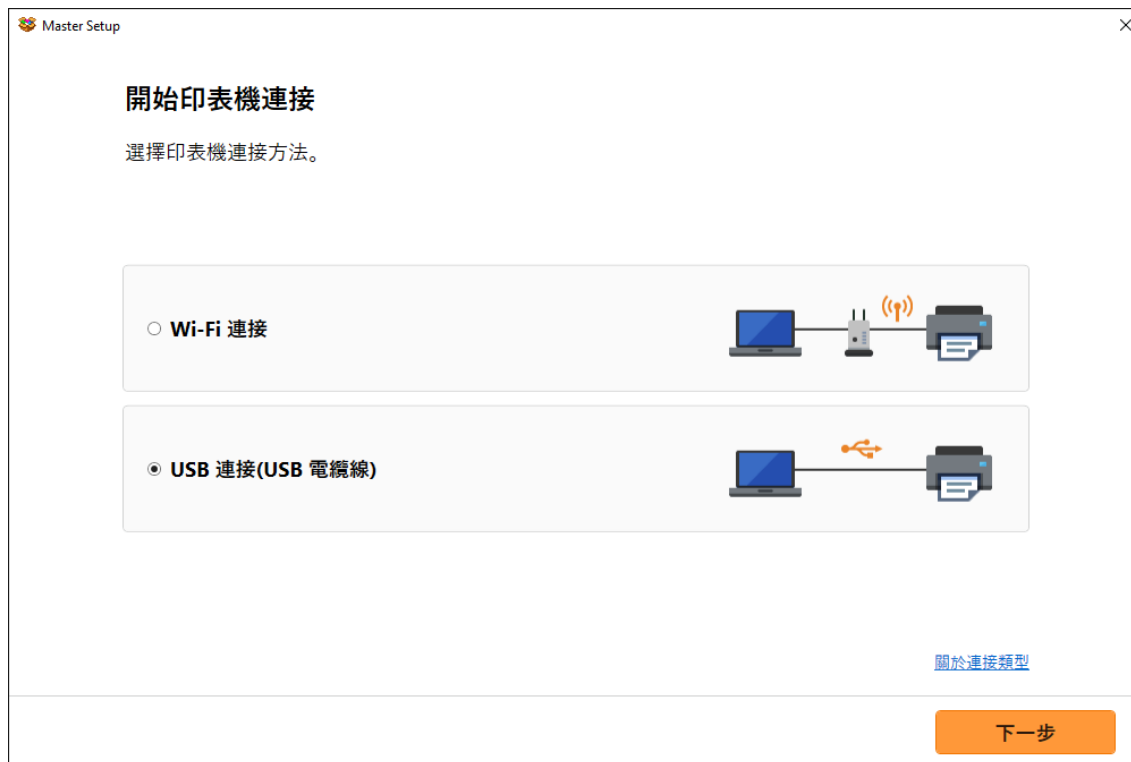 Master Setup
開始印表機連接
選擇印表機連接方法。
Wi-Fi 連接
USB 連接(USB 電纜線)
關於連接類型
下一步